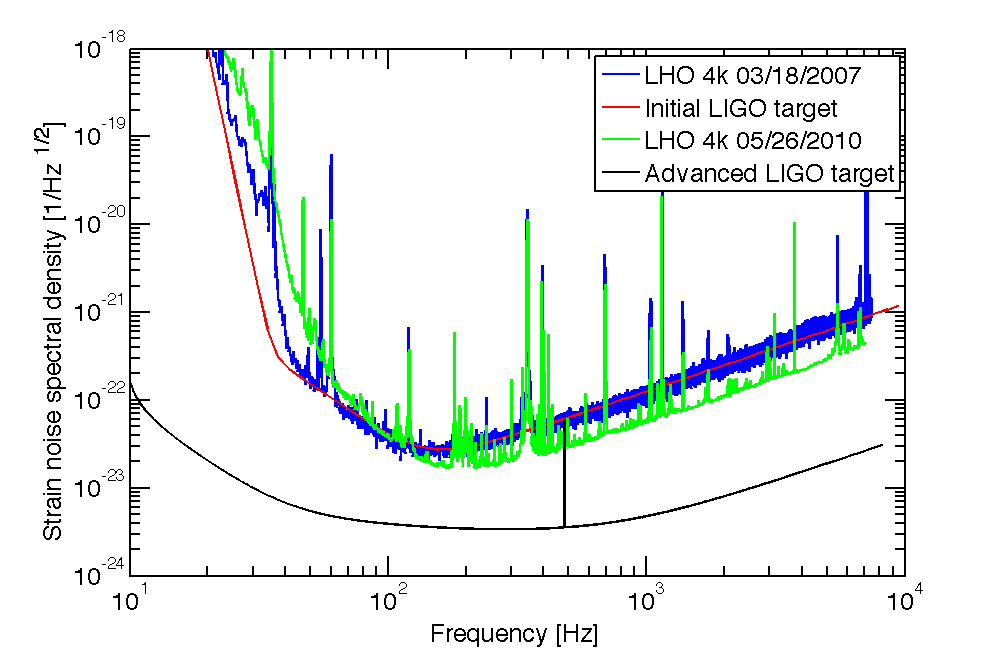 10^-18
10^-19
10^-20
10^-21
10^-22
10^-23
10^-24
Strain noise spectral density [1/Hz^1/2]
LHO 4k 03/18/2007
Initial LIGO target
LHO 4k 05/26/2010
Advanced LIGO target
10^1
10^2
10^3
10^4
Frequency [Hz]